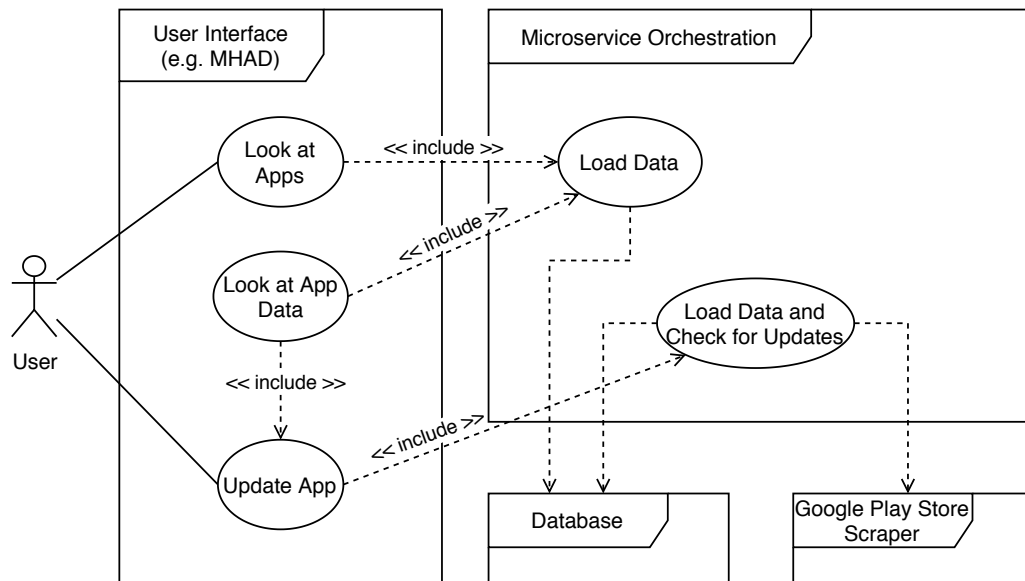 User Interface
(e.g. MHAD)
Microservice Orchestration
Look at
Apps
<< include >>
Load Data
<< include >>
Look at App
Data
Load Data and
Check for Updates
User
<< include >>
<< include >>
Update App
Database
Google Play Store
Scraper